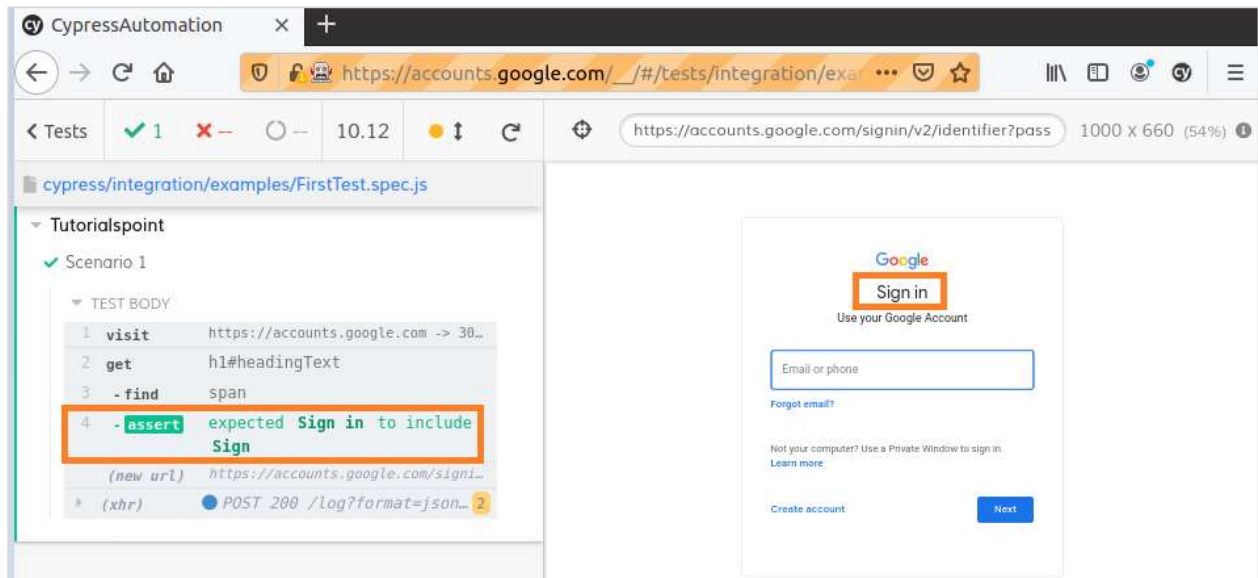 CypressAutomation
https://accounts.google.com/__/#/tests/integration/exa
Tests 1 -- -- 10.12
https://accounts.google.com/signin/v2/identifier?pass 1000 x 660 (54%)
cypress/integration/examples/FirstTest.spec.js
Tutorialspoint
Scenario 1
TEST BODY
1 visit https://accounts.google.com -> 30…
2 get h1#headingText
3 - find span
4 - assert expected Sign in to include
Sign
(new url) https://accounts.google.com/signi…
(xhr) POST 200 /log?format=json… 2
Google
Sign in
Use your Google Account
Email or phone
Forgot email?
Not your computer? Use a Private Window to sign in.
Learn more
Create account Next